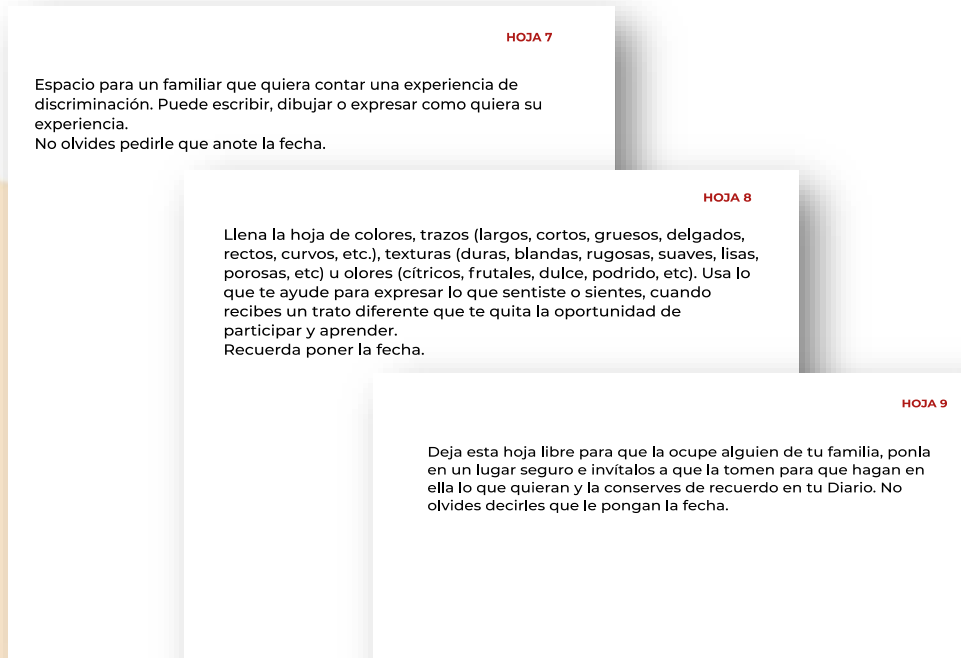 HOJA 7
Espacio para un familiar que quiera contar una experiencia de
discriminación. Puede escribir, dibujar o expresar como quiera su
experiencia.
No olvides pedirle que anote la fecha.
HOJA 8
Llena la hoja de colores, trazos (largos, cortos, gruesos, delgados,
rectos, curvos, etc.), texturas (duras, blandas, rugosas, suaves, lisas,
porosas, etc) u olores (cítricos, frutales, dulce, podrido, etc). Usa lo
que te ayude para expresar lo que sentiste o sientes, cuando
recibes un trato diferente que te quita la oportunidad de
participar y aprender.
Recuerda poner la fecha.
HOJA 9
Deja esta hoja libre para que la ocupe alguien de tu familia, ponla
en un lugar seguro e invítalos a que la tomen para que hagan en
ella lo que quieran y la conserves de recuerdo en tu Diario. No
olvides decirles que le pongan la fecha.